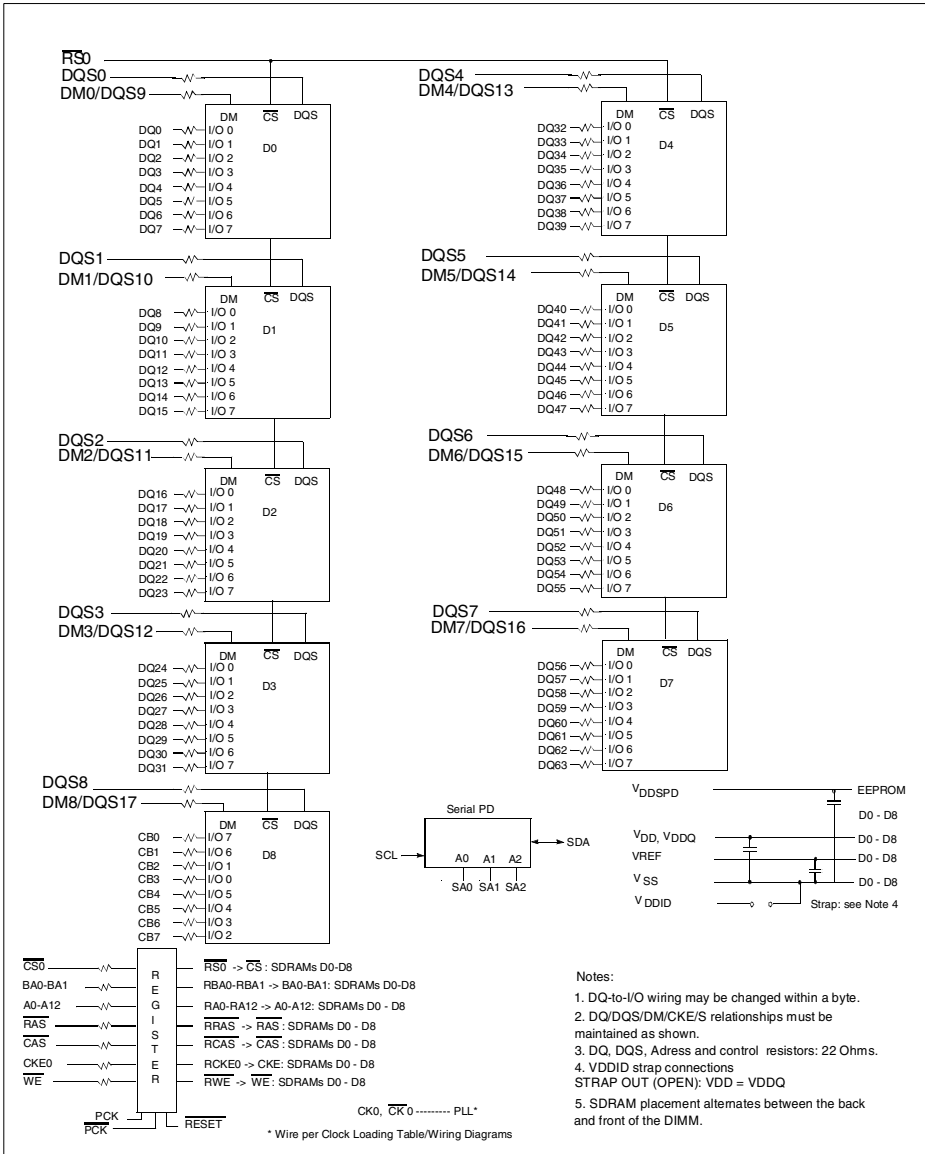 RS0
DQS0
DM0/DQS9
DM CS DQS
D0
DQ0 I/O 0
DQ1 I/O 1
DQ2 I/O 2
DQ3 I/O 3
DQ4 I/O 4
DQ5 I/O 5
DQ6 I/O 6
DQ7 I/O 7
DQS1
DM1/DQS10
DM CS DQS
D1
DQ8 I/O 0
DQ9 I/O 1
DQ10 I/O 2
DQ11 I/O 3
DQ12 I/O 4
DQ13 I/O 5
DQ14 I/O 6
DQ15 I/O 7
DQS2
DM2/DQS11
DM CS DQS
D2
DQ16 I/O 0
DQ17 I/O 1
DQ18 I/O 2
DQ19 I/O 3
DQ20 I/O 4
DQ21 I/O 5
DQ22 I/O 6
DQ23 I/O 7
DQS3
DM3/DQS12
DM CS DQS
D3
DQ24 I/O 0
DQ25 I/O 1
DQ26 I/O 2
DQ27 I/O 3
DQ28 I/O 4
DQ29 I/O 5
DQ30 I/O 6
DQ31 I/O 7
DQS8
DM8/DQS17
DM CS DQS
D8
CB0 I/O 7
CB1 I/O 6
CB2 I/O 1
CB3 I/O 0
CB4 I/O 5
CB5 I/O 4
CB6 I/O 3
CB7 I/O 2
DQS4
DM4/DQS13
DM CS DQS
D4
DQ32 I/O 0
DQ33 I/O 1
DQ34 I/O 2
DQ35 I/O 3
DQ36 I/O 4
DQ37 I/O 5
DQ38 I/O 6
DQ39 I/O 7
DQS5
DM5/DQS14
DM CS DQS
D5
DQ40 I/O 0
DQ41 I/O 1
DQ42 I/O 2
DQ43 I/O 3
DQ44 I/O 4
DQ45 I/O 5
DQ46 I/O 6
DQ47 I/O 7
DQS6
DM6/DQS15
DM CS DQS
D6
DQ48 I/O 0
DQ49 I/O 1
DQ50 I/O 2
DQ51 I/O 3
DQ52 I/O 4
DQ53 I/O 5
DQ54 I/O 6
DQ55 I/O 7
DQS7
DM7/DQS16
DM CS DQS
D7
DQ56 I/O 0
DQ57 I/O 1
DQ58 I/O 2
DQ59 I/O 3
DQ60 I/O 4
DQ61 I/O 5
DQ62 I/O 6
DQ63 I/O 7
Serial PD
SCL A0 A1 A2 SDA
SA0 SA1 SA2
VDDSPD EEPROM
D0 - D8
VDD, VDDQ D0 - D8
VREF D0 - D8
VSS D0 - D8
VDDID Strap: see Note 4
REGISTER
CS0 RS0 -> CS : SDRAMs D0-D8
BA0-BA1 RBA0-RBA1 -> BA0-BA1: SDRAMs D0-D8
A0-A12 RA0-RA12 -> A0-A12: SDRAMs D0 - D8
RAS RRAS -> RAS: SDRAMs D0 - D8
CAS RCAS -> CAS: SDRAMs D0 - D8
CKE0 RCKE0 -> CKE: SDRAMs D0 - D8
WE RWE -> WE: SDRAMs D0 - D8
PCK
PCK
RESET
CK0, CK 0 --------- PLL*
* Wire per Clock Loading Table/Wiring Diagrams
Notes:
1. DQ-to-I/O wiring may be changed within a byte.
2. DQ/DQS/DM/CKE/S relationships must be
maintained as shown.
3. DQ, DQS, Adress and control resistors: 22 Ohms.
4. VDDID strap connections
STRAP OUT (OPEN): VDD = VDDQ
5. SDRAM placement alternates between the back
and front of the DIMM.